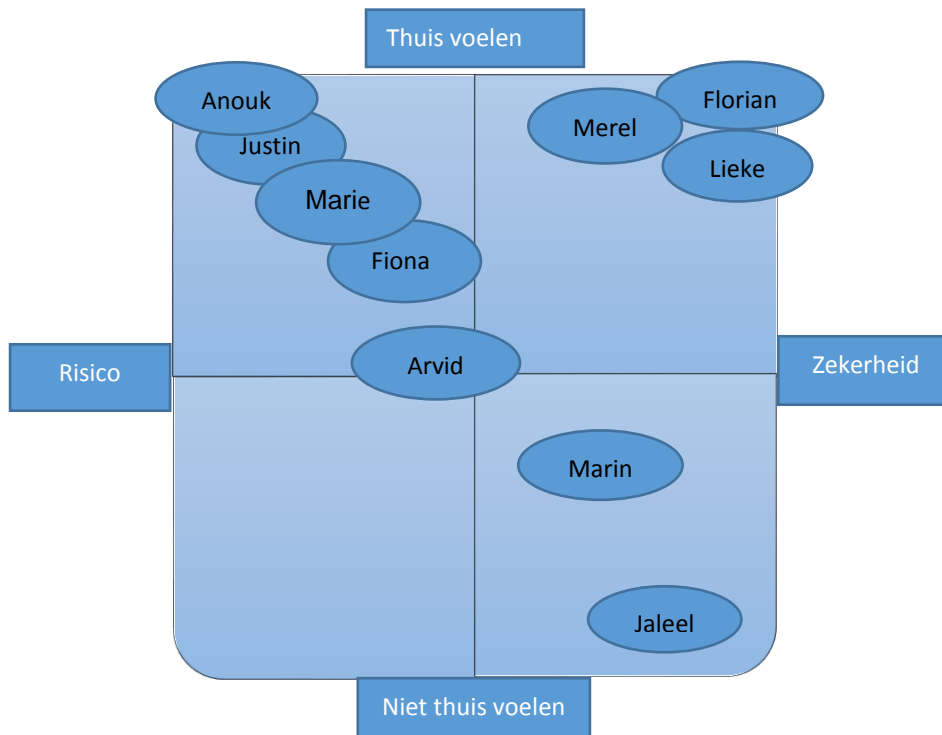 Thuis voelen
Anouk
Florian
Merel
Justin
Lieke
Marie
Fiona
Risico
Arvid
Zekerheid
Marin
Jaleel
Niet thuis voelen